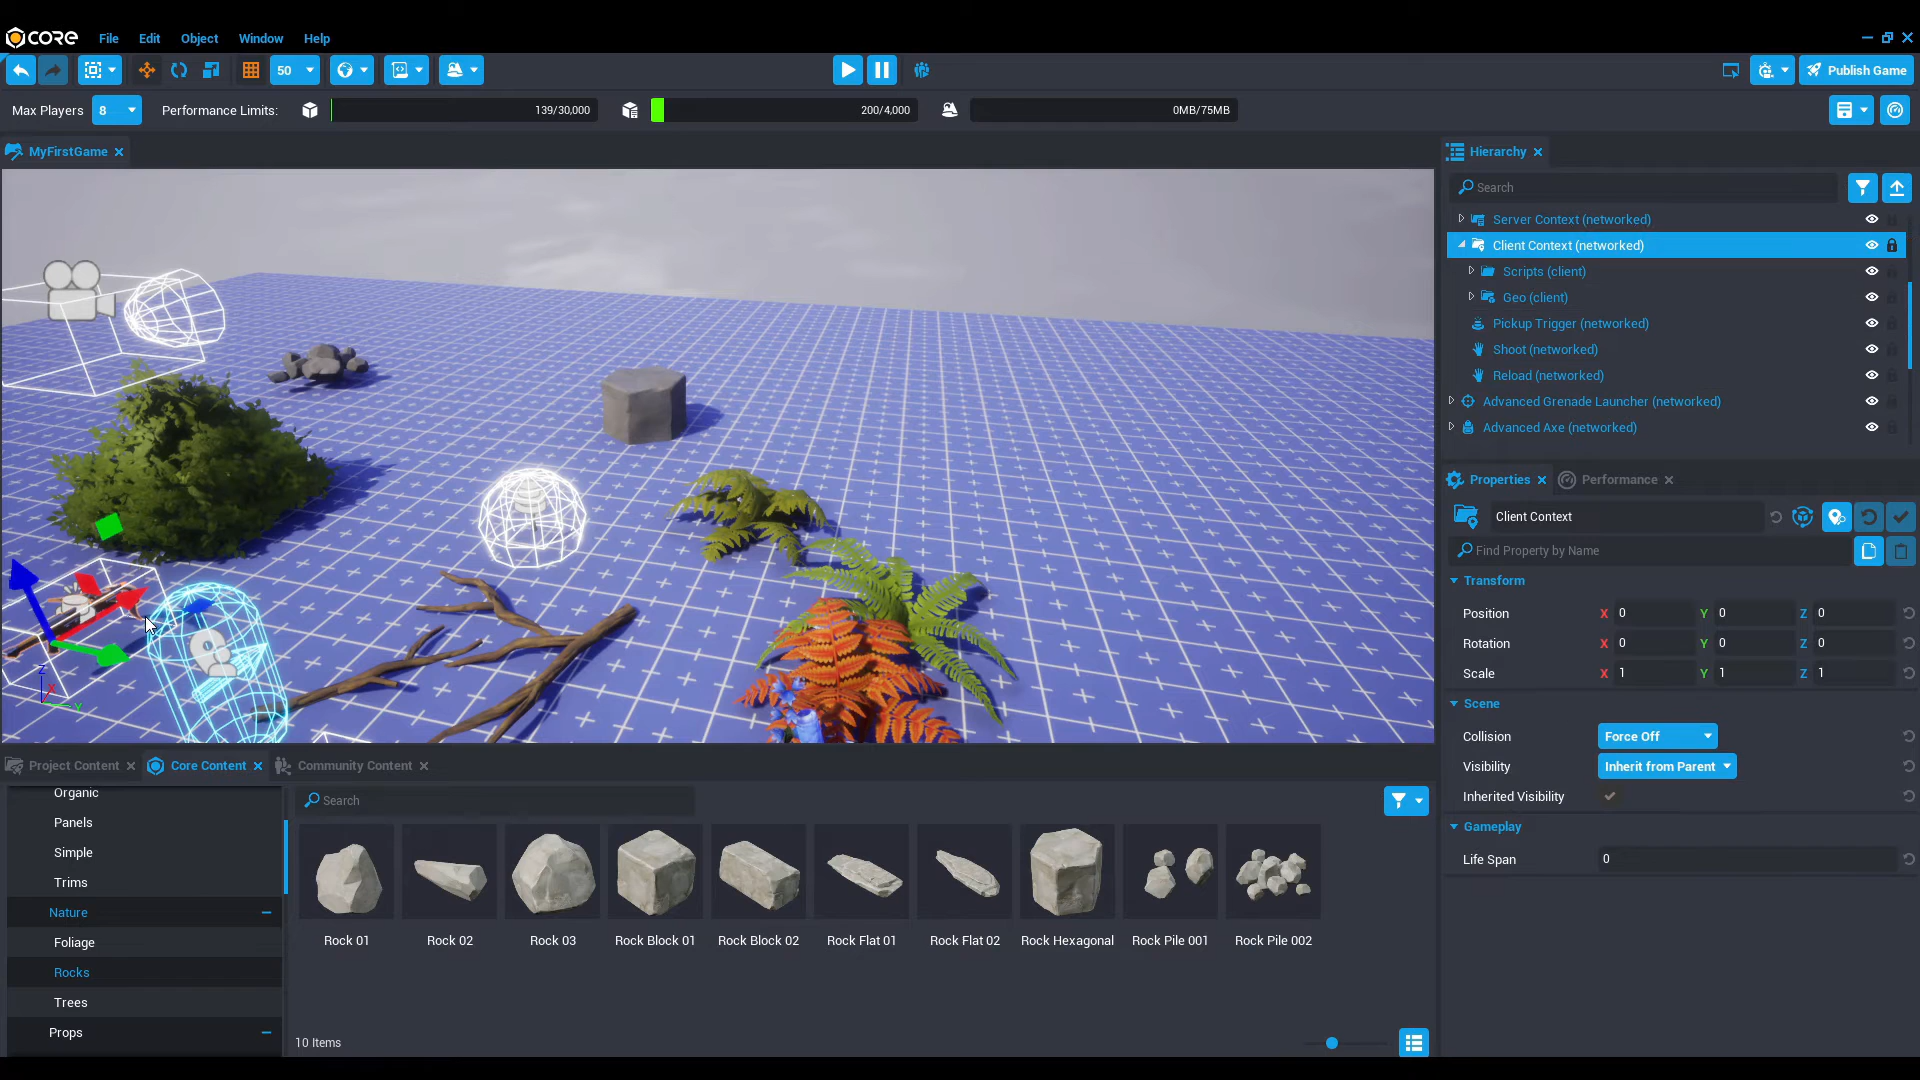 CORE File Edit Object Window Help
50 Publish Game
Max Players 8 Performance Limits: 139/30,000 200/4,000 0MB/75MB
MyFirstGame
Hierarchy
Search
Server Context (networked)
Client Context (networked)
Scripts (client)
Geo (client)
Pickup Trigger (networked)
Shoot (networked)
Reload (networked)
Advanced Grenade Launcher (networked)
Advanced Axe (networked)
Properties Performance
Client Context
Find Property by Name
Transform
Position X 0 Y 0 Z 0
Rotation X 0 Y 0 Z 0
Scale X 1 Y 1 Z 1
Scene
Collision Force Off
Visibility Inherit from Parent
Inherited Visibility
Gameplay
Life Span 0
Z
X
Y
Project Content Core Content Community Content
Organic
Panels
Simple
Trims
Nature
Foliage
Rocks
Trees
Props
Search
Rock 01 Rock 02 Rock 03 Rock Block 01 Rock Block 02 Rock Flat 01 Rock Flat 02 Rock Hexagonal Rock Pile 001 Rock Pile 002
10 Items